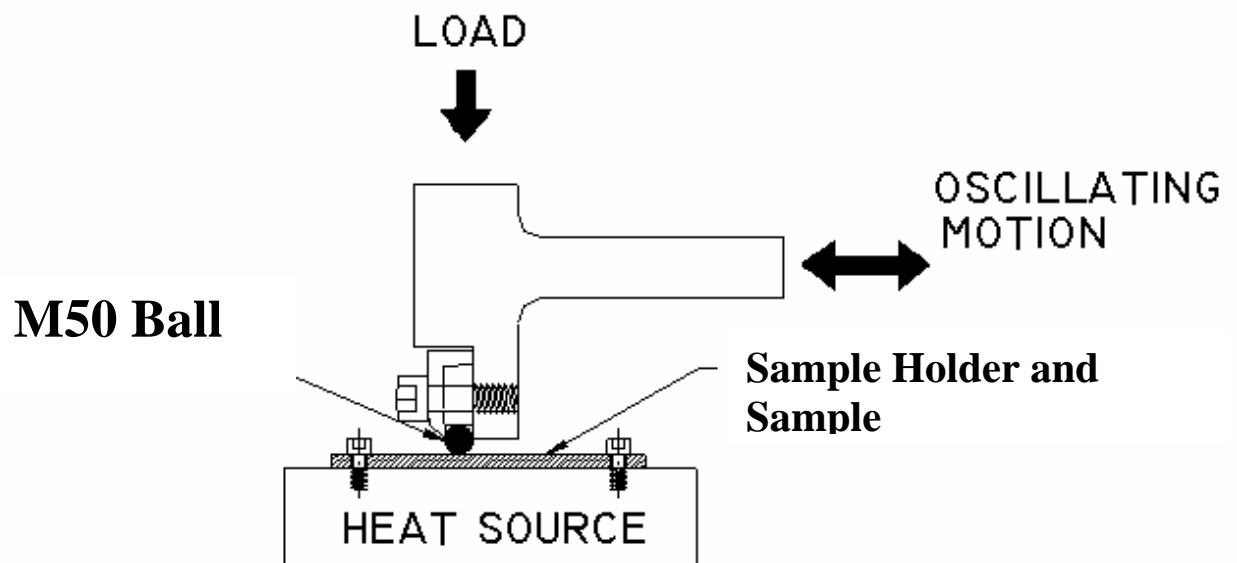 LOAD
OSCILLATING
MOTION
M50 Ball
Sample Holder and
Sample
HEAT SOURCE